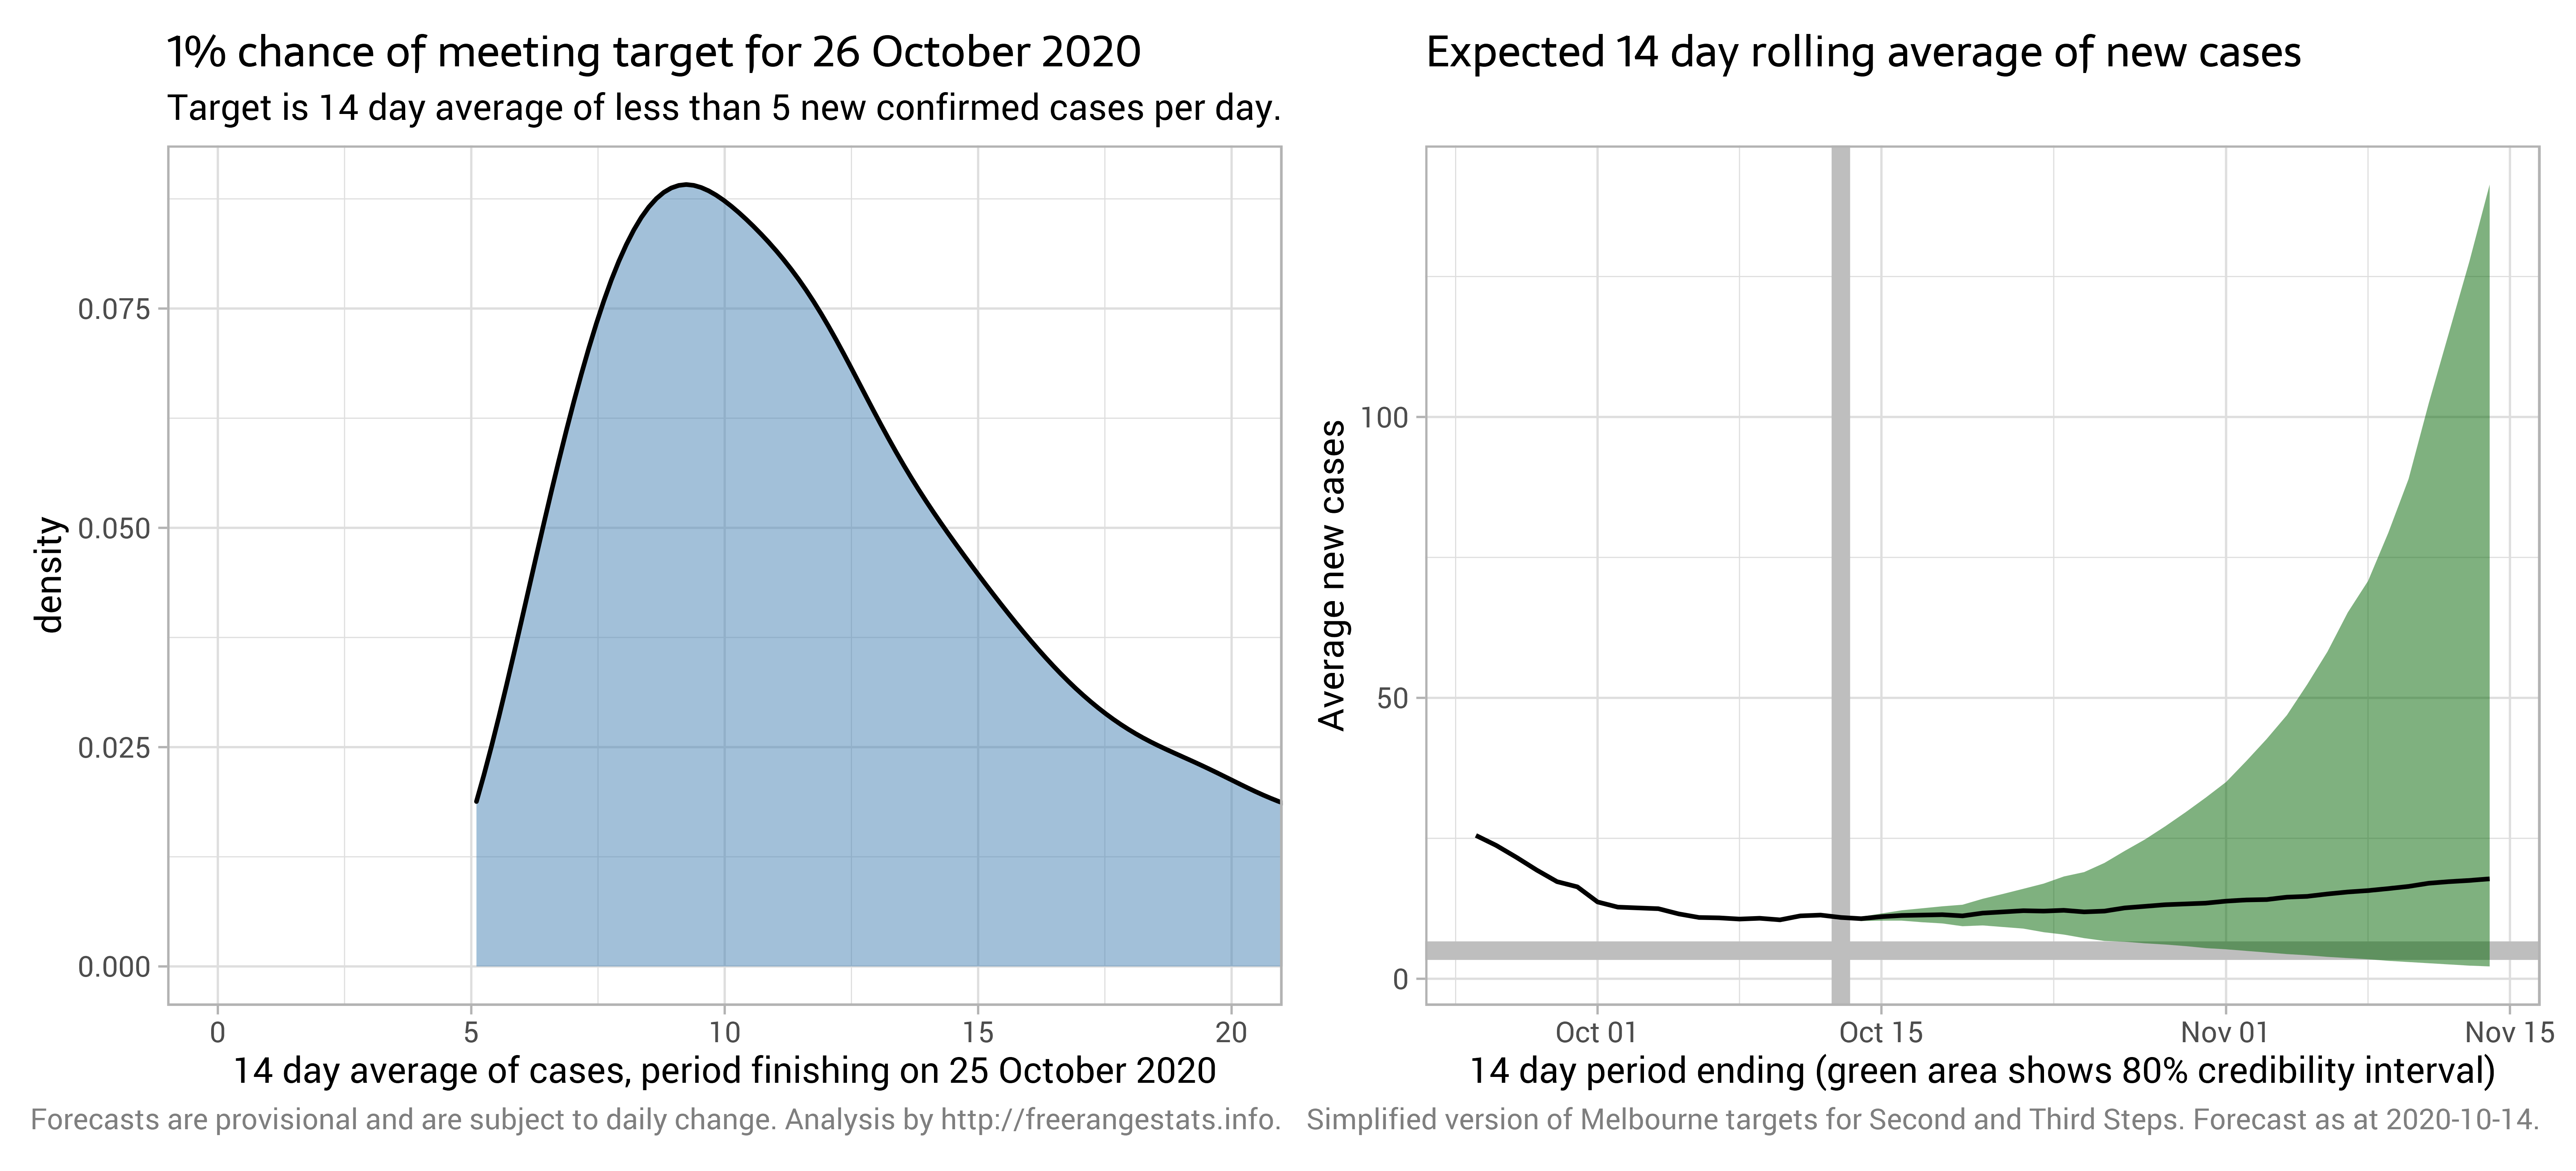 1% chance of meeting target for 26 October 2020
Target is 14 day average of less than 5 new confirmed cases per day.
density
0.075
0.050
0.025
0.000
0 5 10 15 20
14 day average of cases, period finishing on 25 October 2020
Forecasts are provisional and are subject to daily change. Analysis by http://freerangestats.info.
Expected 14 day rolling average of new cases
Average new cases
100
50
0
Oct 01 Oct 15 Nov 01 Nov 15
14 day period ending (green area shows 80% credibility interval)
Simplified version of Melbourne targets for Second and Third Steps. Forecast as at 2020-10-14.